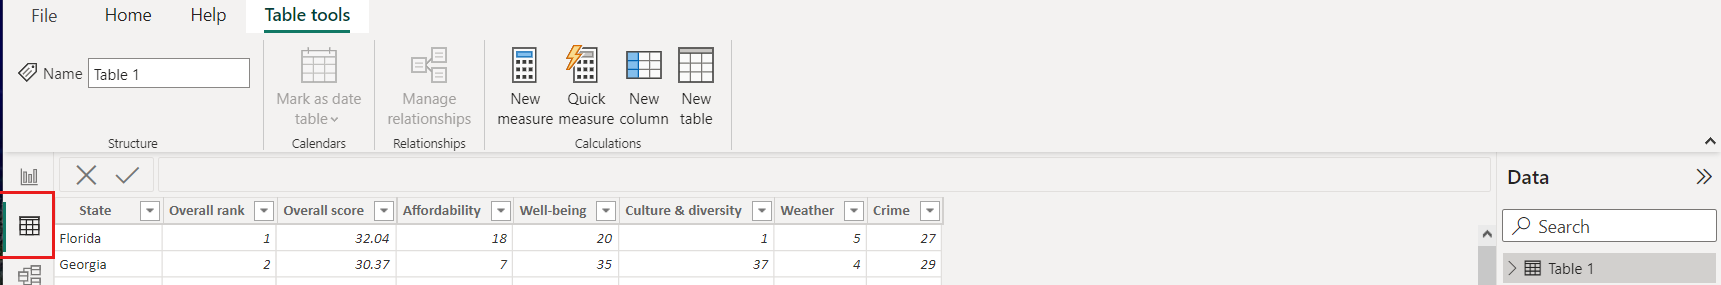 File Home Help Table tools
Name Table 1
Mark as date table
Manage relationships
New measure
Quick measure
New column
New table
Structure Calendars Relationships Calculations
Data
State Overall rank Overall score Affordability Well-being Culture & diversity Weather Crime
Search
Florida 1 32.04 18 20 1 5 27
Georgia 2 30.37 7 35 37 4 29
Table 1